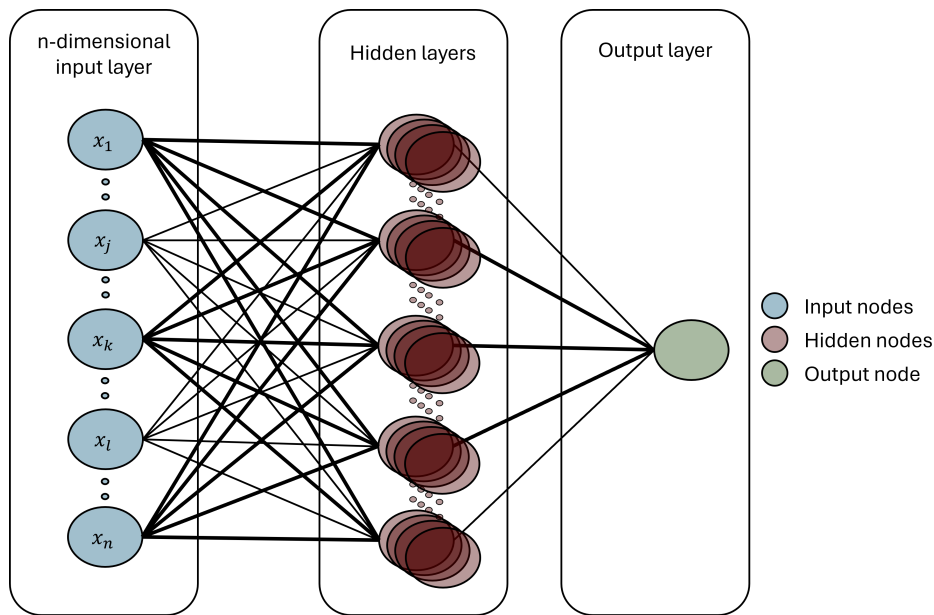 n-dimensional
input layer
Hidden layers
Output layer
x₁
xⱼ
xₖ
xₗ
xₙ
Input nodes
Hidden nodes
Output node